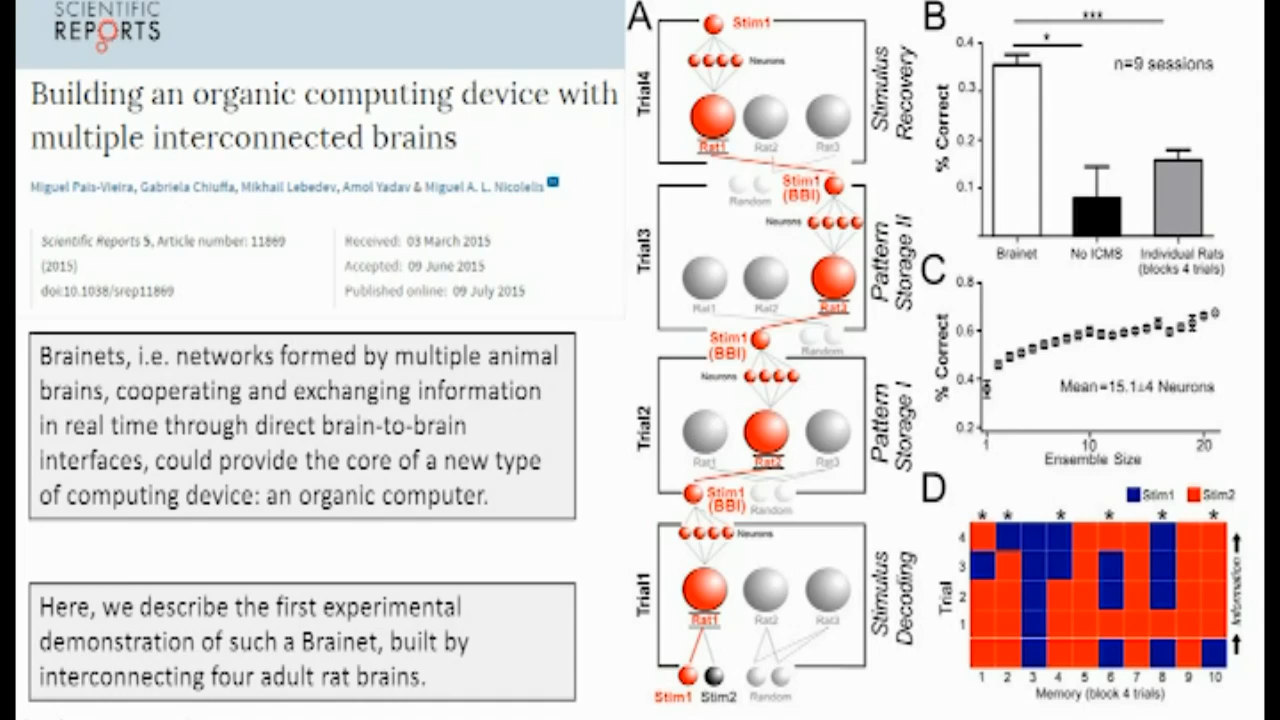 SCIENTIFIC
REPORTS
Building an organic computing device with
multiple interconnected brains
Miguel Pais-Vieira, Gabriela Chiuffa, Mikhail Lebedev, Amol Yadav & Miguel A. L. Nicolelis
Scientific Reports 5, Article number: 11869
(2015)
doi:10.1038/srep11869
Received: 03 March 2015
Accepted: 09 June 2015
Published online: 09 July 2015
Brainets, i.e. networks formed by multiple animal
brains, cooperating and exchanging information
in real time through direct brain-to-brain
interfaces, could provide the core of a new type
of computing device: an organic computer.
Here, we describe the first experimental
demonstration of such a Brainet, built by
interconnecting four adult rat brains.
A
Stim1
Neurons
Trial4
Rat1 Rat2 Rat3
Stimulus
Recovery
Random
Stim1
(BBI)
Neurons
Trial3
Rat1 Rat2 Rat3
Pattern
Storage II
Stim1
(BBI)
Random
Neurons
Trial2
Rat1 Rat2 Rat3
Pattern
Storage I
Stim1
(BBI)
Random
Neurons
Trial1
Rat1 Rat2 Rat3
Stimulus
Decoding
Stim1 Stim2 Random
B
***
*
n=9 sessions
% Correct
0.4
0.3
0.2
0.1
Brainet No ICMS Individual Rats
(blocks 4 trials)
C
% Correct
0.8
0.6
0.4
0.2
Mean=15.1±4 Neurons
1 10 20
Ensemble Size
D
Stim1 Stim2
* * * * * *
Trial
4
3
2
1
Information
1 2 3 4 5 6 7 8 9 10
Memory (block 4 trials)